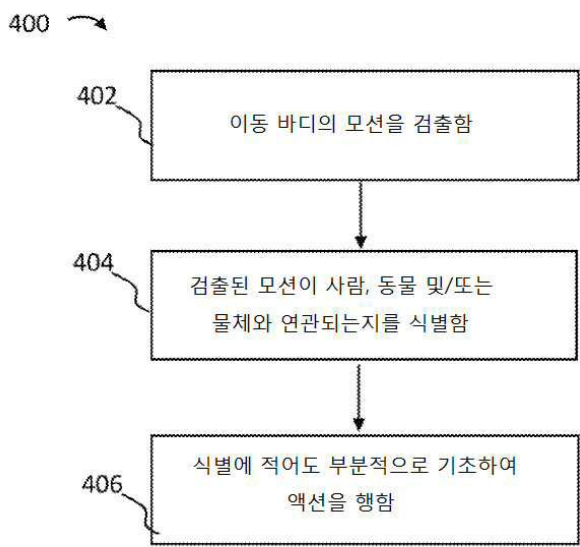 400
402
이동 바디의 모션을 검출함
404
검출된 모션이 사람, 동물 및/또는
물체와 연관되는지를 식별함
406
식별에 적어도 부분적으로 기초하여
액션을 행함